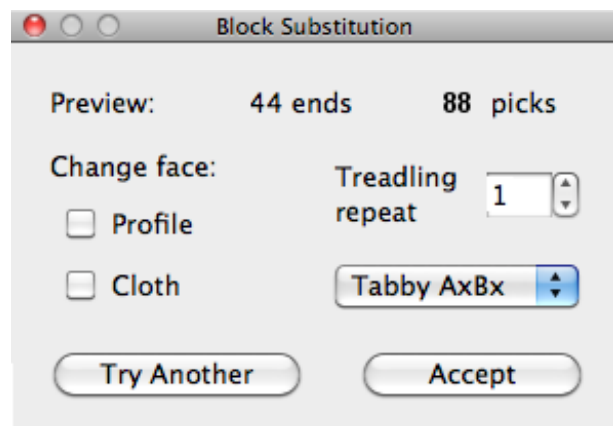 Block Substitution
Preview: 44 ends 88 picks
Change face:
Profile
Cloth
Treadling
repeat
1
Tabby AxBx
Try Another
Accept